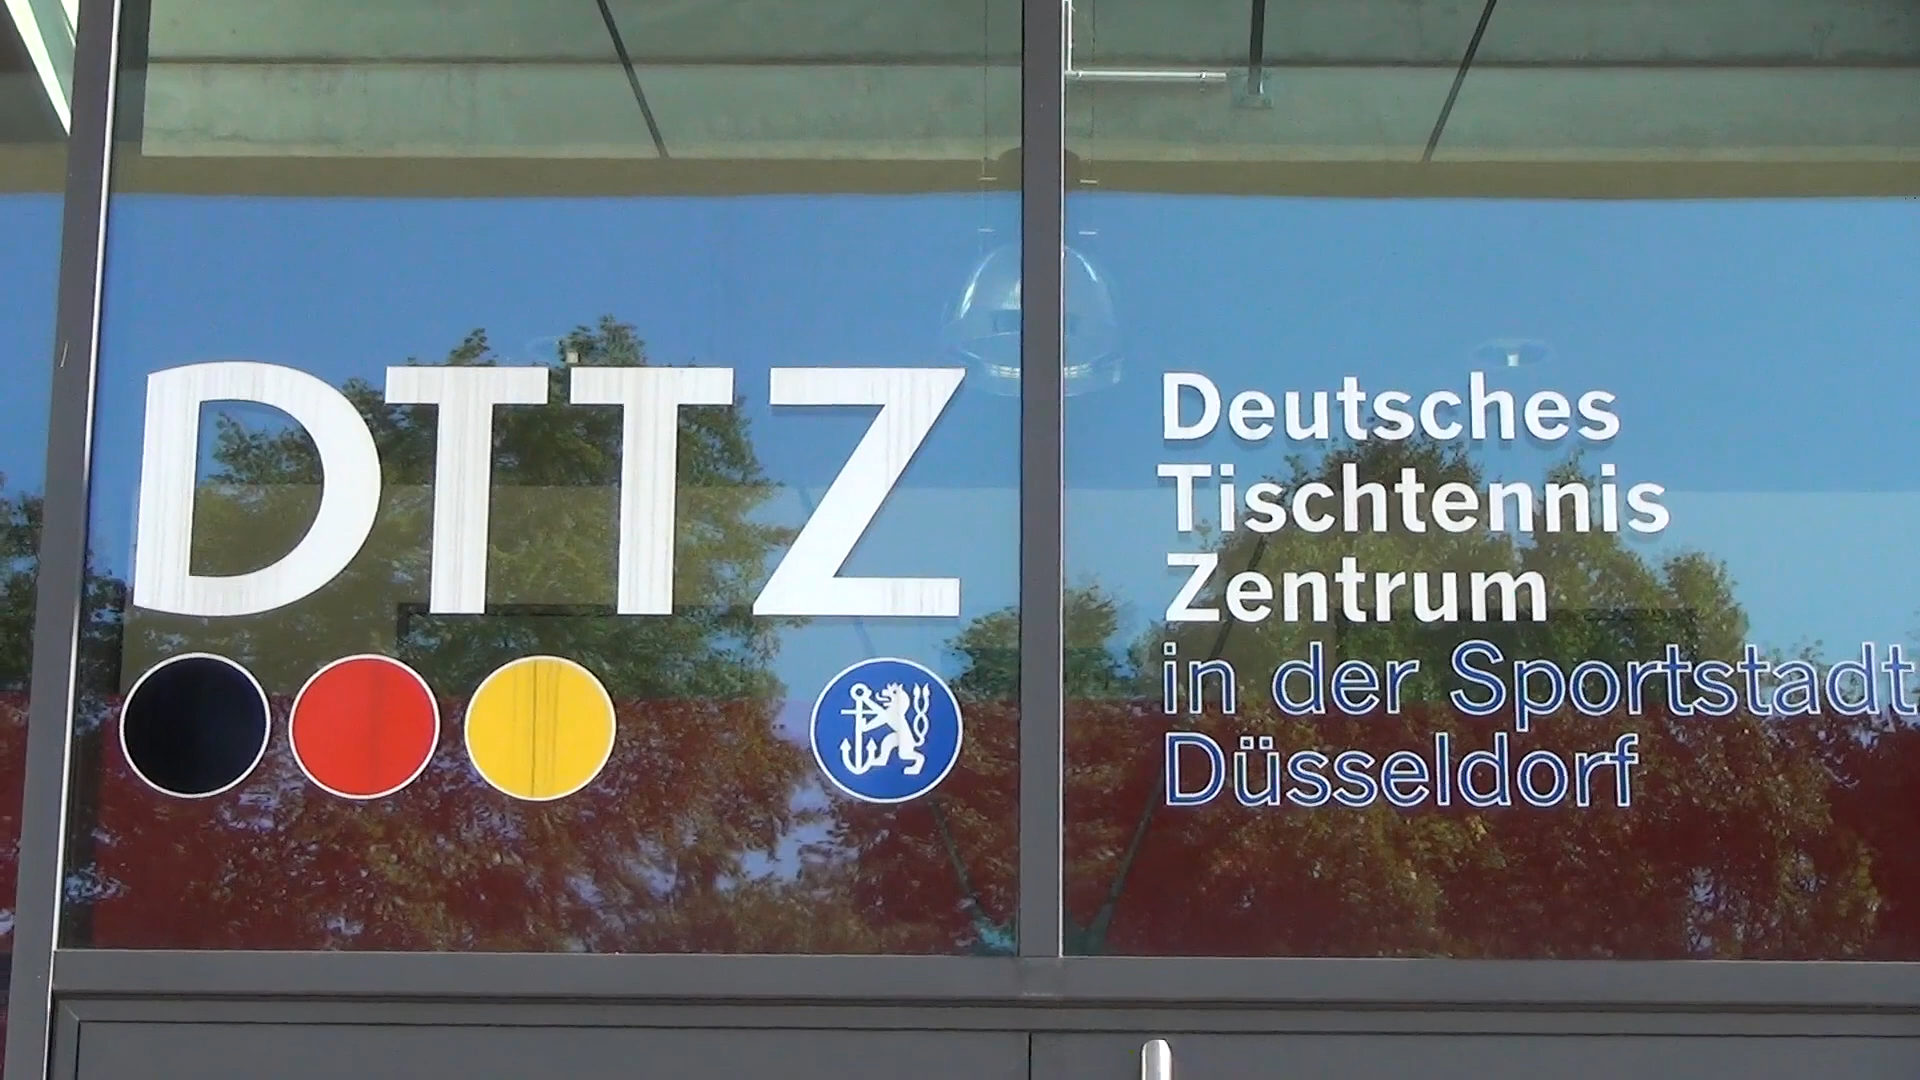 DTTZ
Deutsches
Tischtennis
Zentrum
in der Sportstadt
Düsseldorf